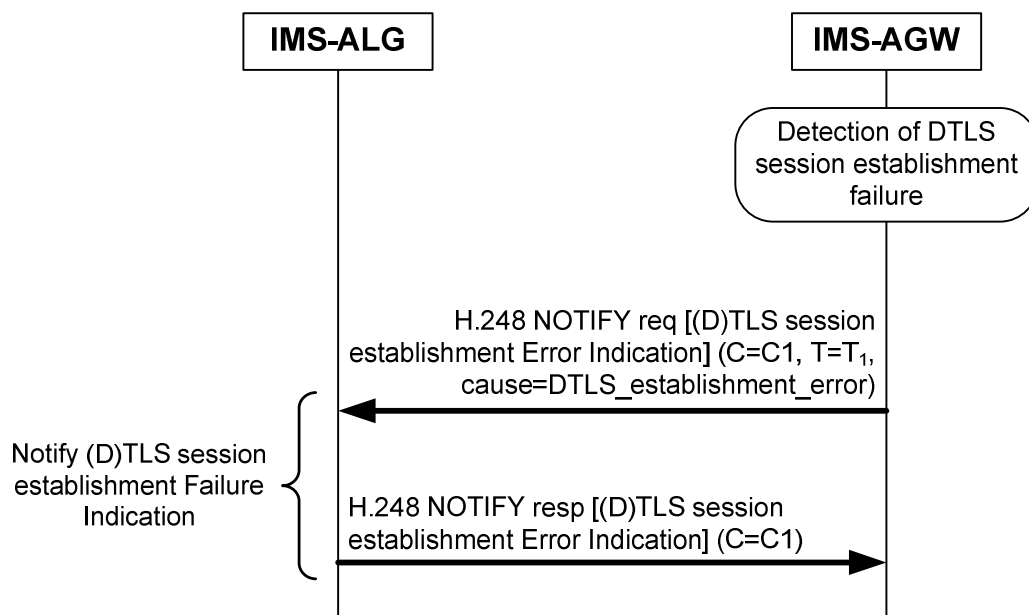 IMS-ALG
IMS-AGW
Detection of DTLS
session establishment
failure
H.248 NOTIFY req [(D)TLS session
establishment Error Indication] (C=C1, T=T₁,
cause=DTLS_establishment_error)
Notify (D)TLS session
establishment Failure
Indication
H.248 NOTIFY resp [(D)TLS session
establishment Error Indication] (C=C1)